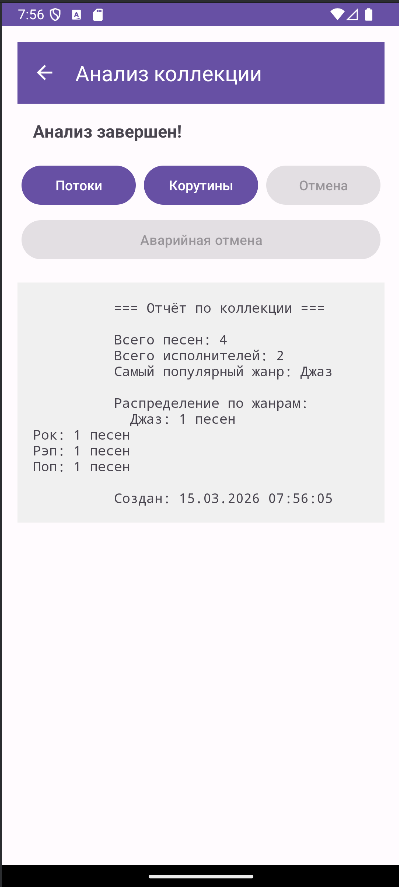 7:56
Анализ коллекции
Анализ завершен!
Потоки Корутины Отмена
Аварийная отмена
=== Отчёт по коллекции ===
Всего песен: 4
Всего исполнителей: 2
Самый популярный жанр: Джаз
Распределение по жанрам:
Джаз: 1 песен
Рок: 1 песен
Рэп: 1 песен
Поп: 1 песен
Создан: 15.03.2026 07:56:05